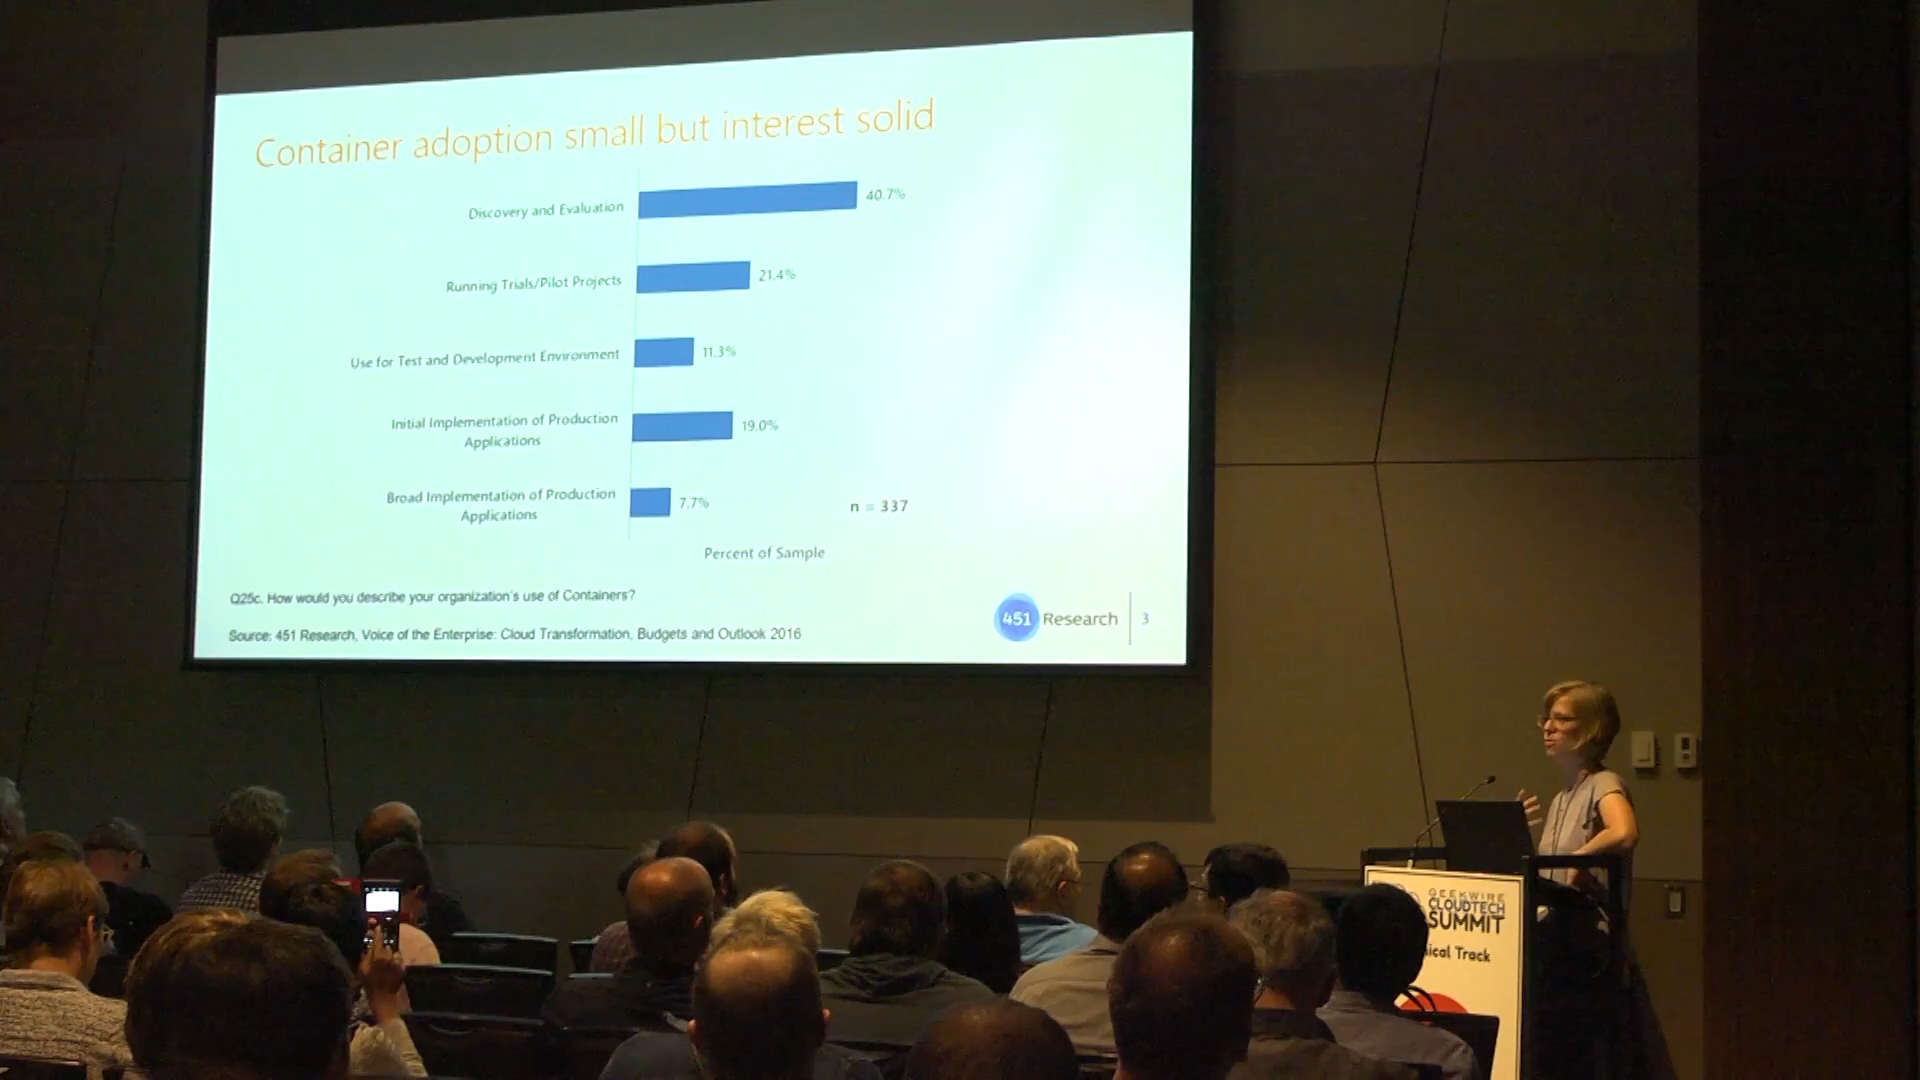 Container adoption small but interest solid
Discovery and Evaluation
40.7%
Running Trials/Pilot Projects
21.4%
Use for Test and Development Environment
11.3%
Initial Implementation of Production
Applications
19.0%
Broad Implementation of Production
Applications
7.7%
n = 337
Percent of Sample
Q25c. How would you describe your organization's use of Containers?
Source: 451 Research, Voice of the Enterprise: Cloud Transformation, Budgets and Outlook 2016
451 Research
3
GEEKWIRE
CLOUDTECH
SUMMIT
Track